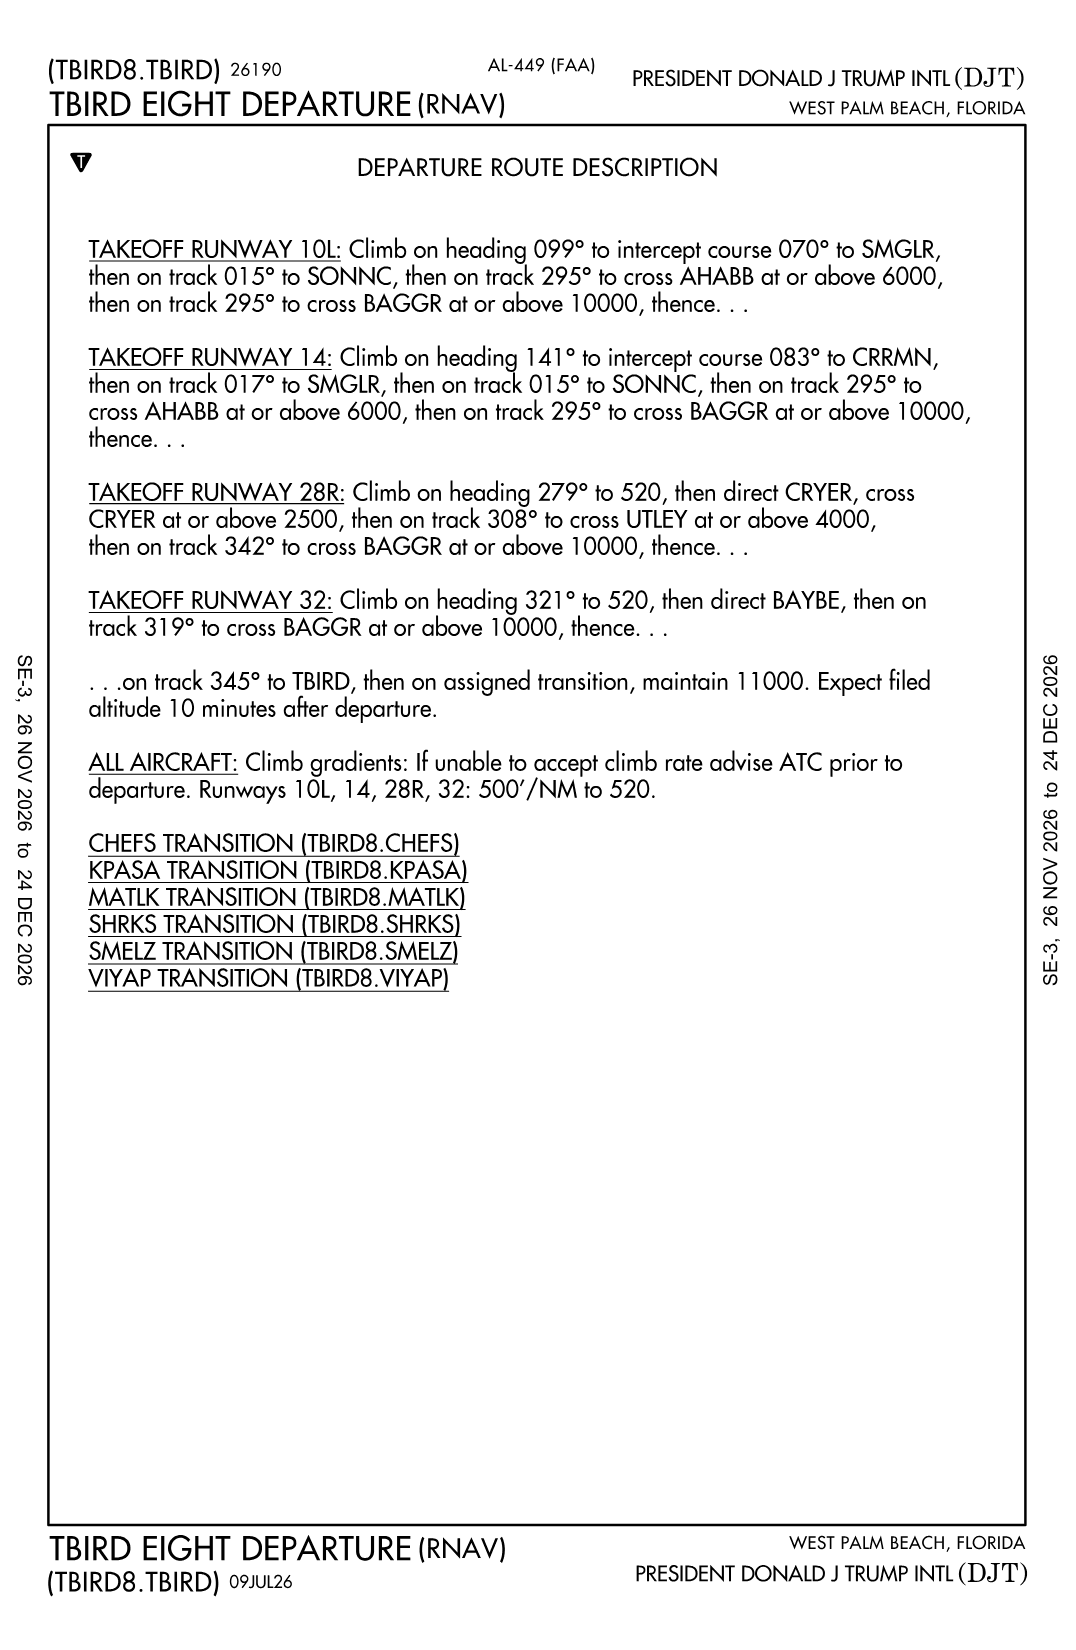 (TBIRD8.TBIRD) 26190
AL-449 (FAA)
PRESIDENT DONALD J TRUMP INTL (DJT)
TBIRD EIGHT DEPARTURE (RNAV)
WEST PALM BEACH, FLORIDA
T
DEPARTURE ROUTE DESCRIPTION
TAKEOFF RUNWAY 10L: Climb on heading 099° to intercept course 070° to SMGLR,
then on track 015° to SONNC, then on track 295° to cross AHABB at or above 6000,
then on track 295° to cross BAGGR at or above 10000, thence. . .
TAKEOFF RUNWAY 14: Climb on heading 141° to intercept course 083° to CRRMN,
then on track 017° to SMGLR, then on track 015° to SONNC, then on track 295° to
cross AHABB at or above 6000, then on track 295° to cross BAGGR at or above 10000,
thence. . .
TAKEOFF RUNWAY 28R: Climb on heading 279° to 520, then direct CRYER, cross
CRYER at or above 2500, then on track 308° to cross UTLEY at or above 4000,
then on track 342° to cross BAGGR at or above 10000, thence. . .
TAKEOFF RUNWAY 32: Climb on heading 321° to 520, then direct BAYBE, then on
track 319° to cross BAGGR at or above 10000, thence. . .
. . .on track 345° to TBIRD, then on assigned transition, maintain 11000. Expect filed
altitude 10 minutes after departure.
ALL AIRCRAFT: Climb gradients: If unable to accept climb rate advise ATC prior to
departure. Runways 10L, 14, 28R, 32: 500'/NM to 520.
CHEFS TRANSITION (TBIRD8.CHEFS)
KPASA TRANSITION (TBIRD8.KPASA)
MATLK TRANSITION (TBIRD8.MATLK)
SHRKS TRANSITION (TBIRD8.SHRKS)
SMELZ TRANSITION (TBIRD8.SMELZ)
VIYAP TRANSITION (TBIRD8.VIYAP)
SE-3, 26 NOV 2026 to 24 DEC 2026
SE-3, 26 NOV 2026 to 24 DEC 2026
TBIRD EIGHT DEPARTURE (RNAV)
WEST PALM BEACH, FLORIDA
(TBIRD8.TBIRD) 09JUL26
PRESIDENT DONALD J TRUMP INTL (DJT)